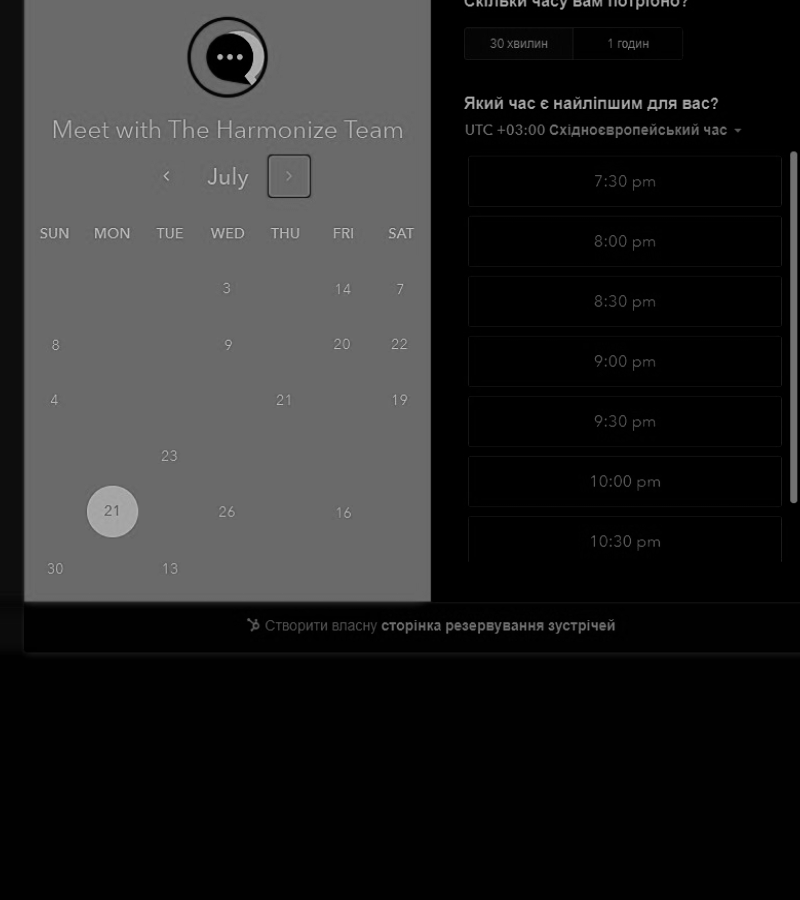 Скільки часу вам потрібно?
30 хвилин 1 годин
Meet with The Harmonize Team
July
SUN MON TUE WED THU FRI SAT
3 14 7
8 9 20 22
4 21 19
23
21 26 16
30 13
Який час є найліпшим для вас?
UTC +03:00 Східноєвропейський час
7:30 pm
8:00 pm
8:30 pm
9:00 pm
9:30 pm
10:00 pm
10:30 pm
Створити власну сторінка резервування зустрічей